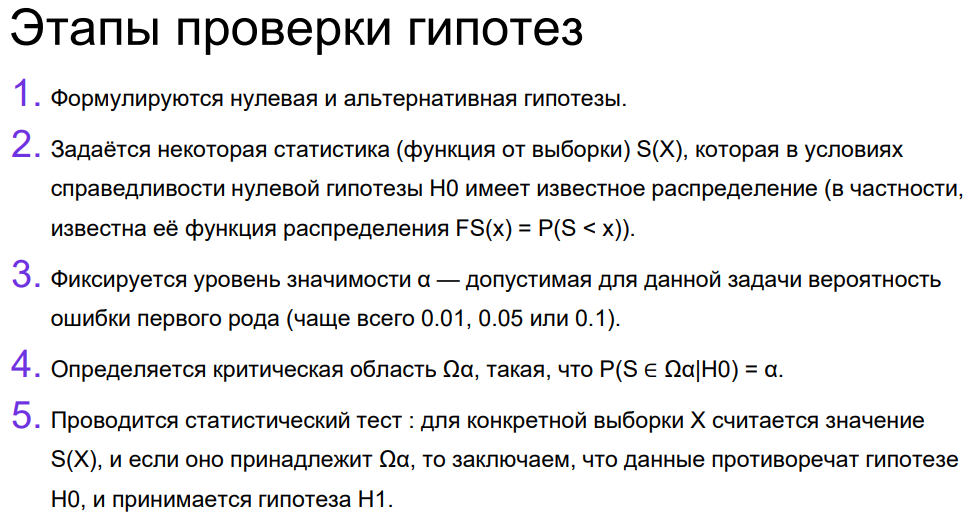 Этапы проверки гипотез
1. Формулируются нулевая и альтернативная гипотезы.
2. Задаётся некоторая статистика (функция от выборки) S(X), которая в условиях
справедливости нулевой гипотезы H0 имеет известное распределение (в частности,
известна её функция распределения FS(x) = P(S < x)).
3. Фиксируется уровень значимости α — допустимая для данной задачи вероятность
ошибки первого рода (чаще всего 0.01, 0.05 или 0.1).
4. Определяется критическая область Ωα, такая, что P(S ∈ Ωα|H0) = α.
5. Проводится статистический тест : для конкретной выборки X считается значение
S(X), и если оно принадлежит Ωα, то заключаем, что данные противоречат гипотезе
H0, и принимается гипотеза H1.